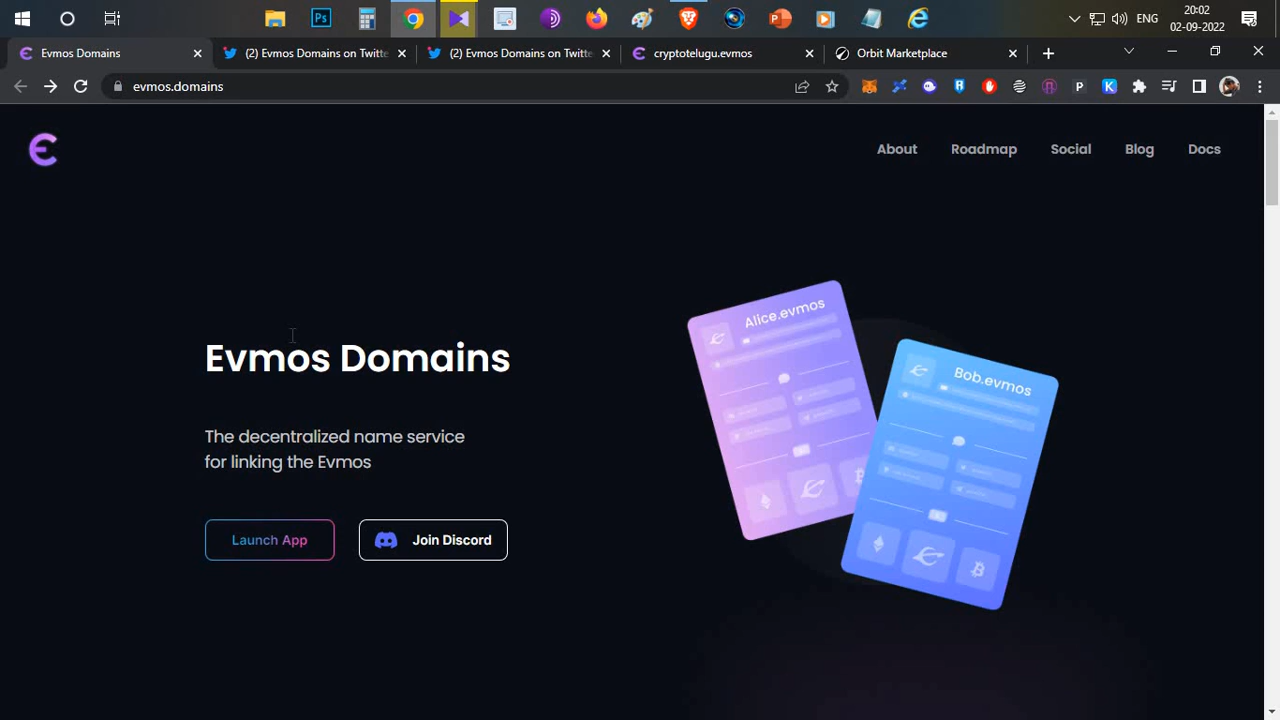 20:02
ENG
02-09-2022
Evmos Domains
(2) Evmos Domains on Twitte
(2) Evmos Domains on Twitte
cryptotelugu.evmos
Orbit Marketplace
evmos.domains
About
Roadmap
Social
Blog
Docs
Evmos Domains
The decentralized name service
for linking the Evmos
Launch App
Join Discord
Alice.evmos
Bob.evmos